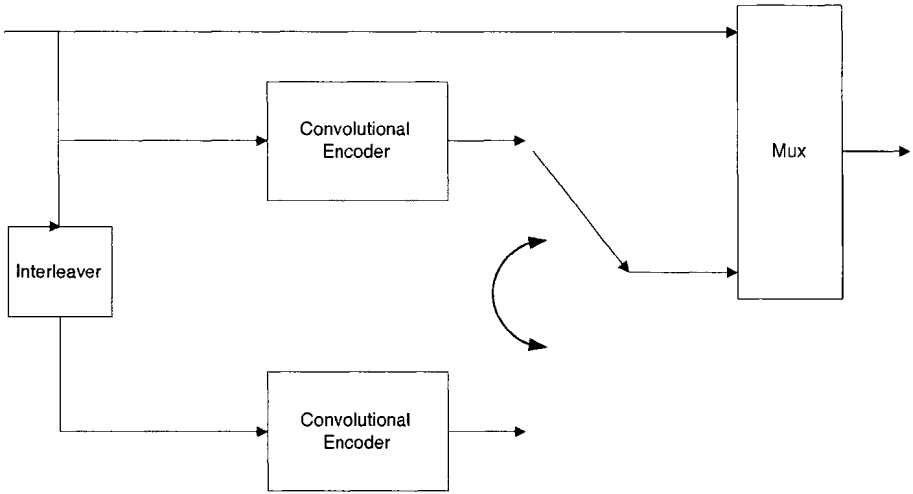 Convolutional
Encoder
Mux
Interleaver
Convolutional
Encoder